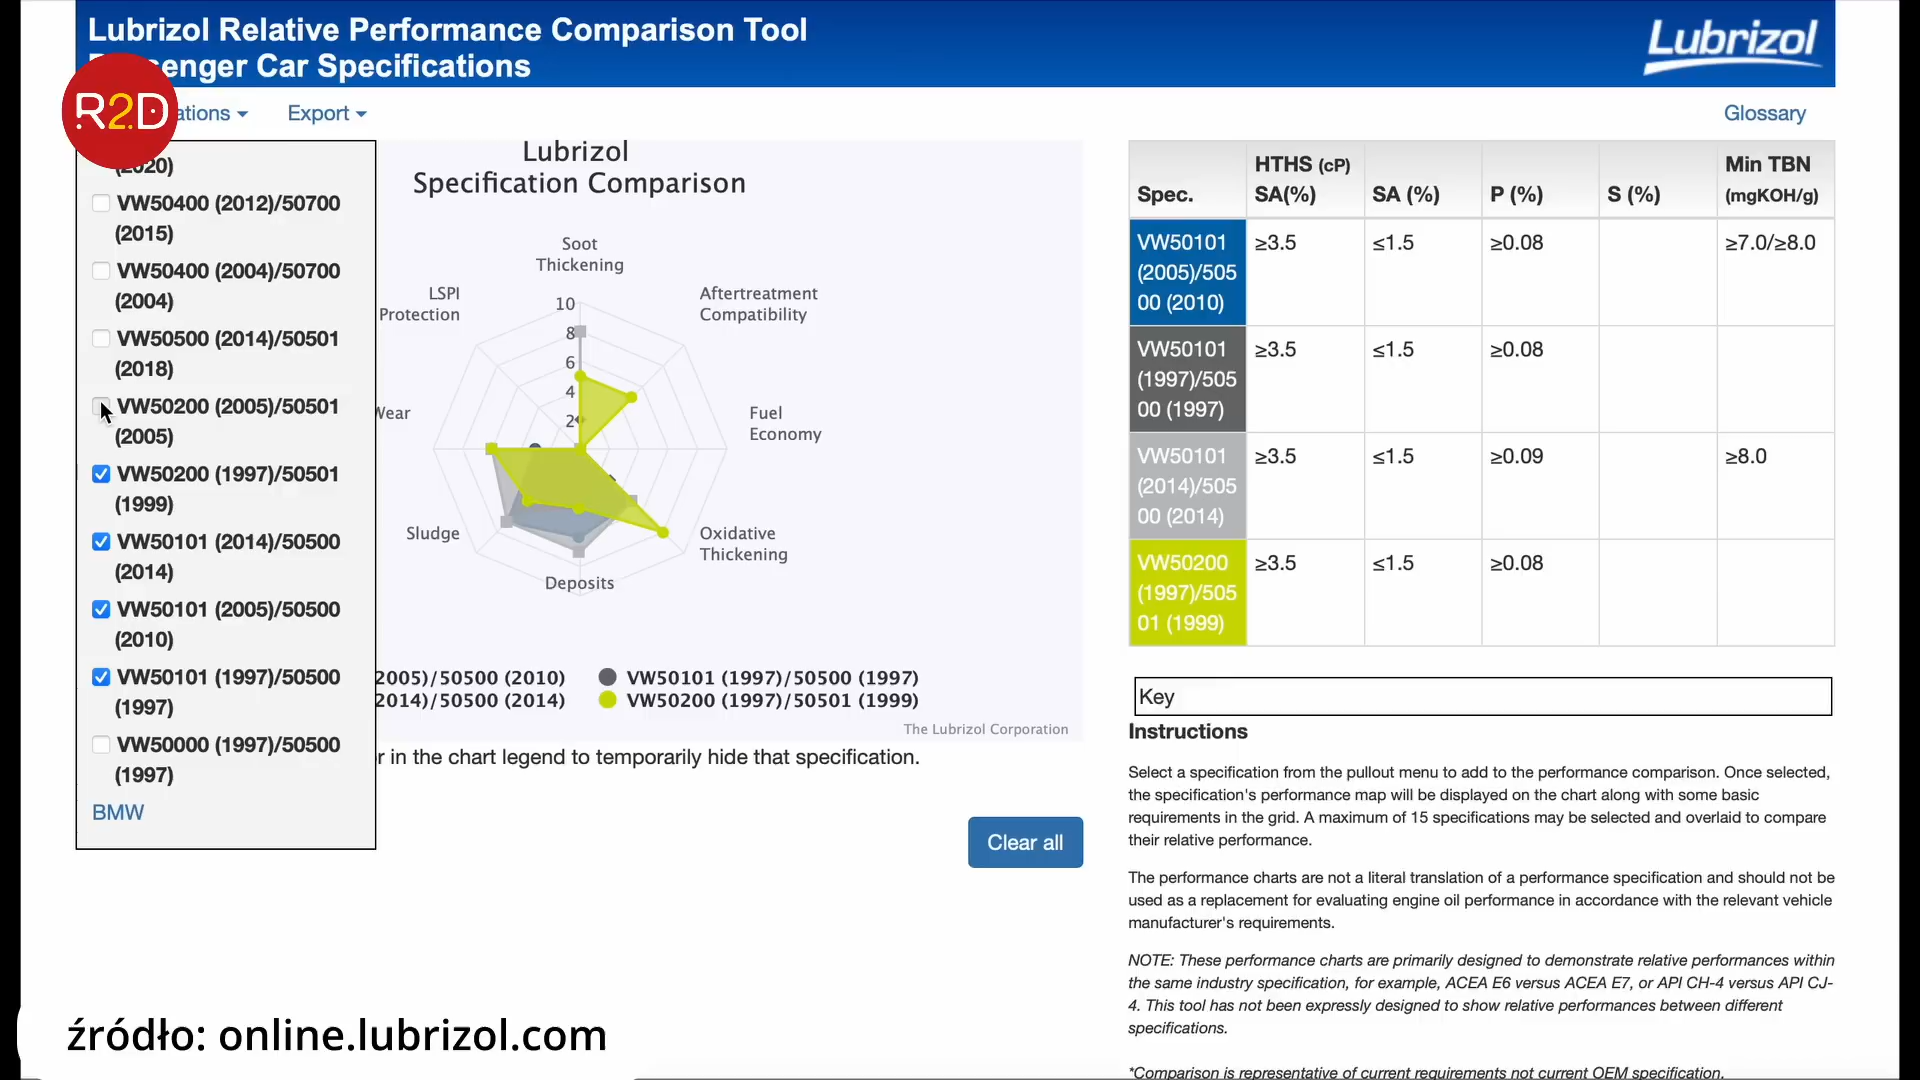 Lubrizol Relative Performance Comparison Tool
enger Car Specifications
Lubrizol
R2D
ations
Export
Glossary
(2020)
VW50400 (2012)/50700
(2015)
VW50400 (2004)/50700
(2004)
VW50500 (2014)/50501
(2018)
VW50200 (2005)/50501
(2005)
VW50200 (1997)/50501
(1999)
VW50101 (2014)/50500
(2014)
VW50101 (2005)/50500
(2010)
VW50101 (1997)/50500
(1997)
VW50000 (1997)/50500
(1997)
BMW
Lubrizol
Specification Comparison
Soot
Thickening
Aftertreatment
Compatibility
Fuel
Economy
Oxidative
Thickening
Deposits
Sludge
Wear
LSPI
Protection
10
8
6
4
2
2005)/50500 (2010)
VW50101 (1997)/50500 (1997)
2014)/50500 (2014)
VW50200 (1997)/50501 (1999)
The Lubrizol Corporation
r in the chart legend to temporarily hide that specification.
Clear all
Spec. HTHS (cP) SA(%) SA (%) P (%) S (%) Min TBN (mgKOH/g)
VW50101 ≥3.5 ≤1.5 ≥0.08 ≥7.0/≥8.0
(2005)/505
00 (2010)
VW50101 ≥3.5 ≤1.5 ≥0.08
(1997)/505
00 (1997)
VW50101 ≥3.5 ≤1.5 ≥0.09 ≥8.0
(2014)/505
00 (2014)
VW50200 ≥3.5 ≤1.5 ≥0.08
(1997)/505
01 (1999)
Key
Instructions
Select a specification from the pullout menu to add to the performance comparison. Once selected,
the specification's performance map will be displayed on the chart along with some basic
requirements in the grid. A maximum of 15 specifications may be selected and overlaid to compare
their relative performance.
The performance charts are not a literal translation of a performance specification and should not be
used as a replacement for evaluating engine oil performance in accordance with the relevant vehicle
manufacturer's requirements.
NOTE: These performance charts are primarily designed to demonstrate relative performances within
the same industry specification, for example, ACEA E6 versus ACEA E7, or API CH-4 versus API CJ-
4. This tool has not been expressly designed to show relative performances between different
specifications.
*Comparison is representative of current requirements not current OEM specification.
źródło: online.lubrizol.com